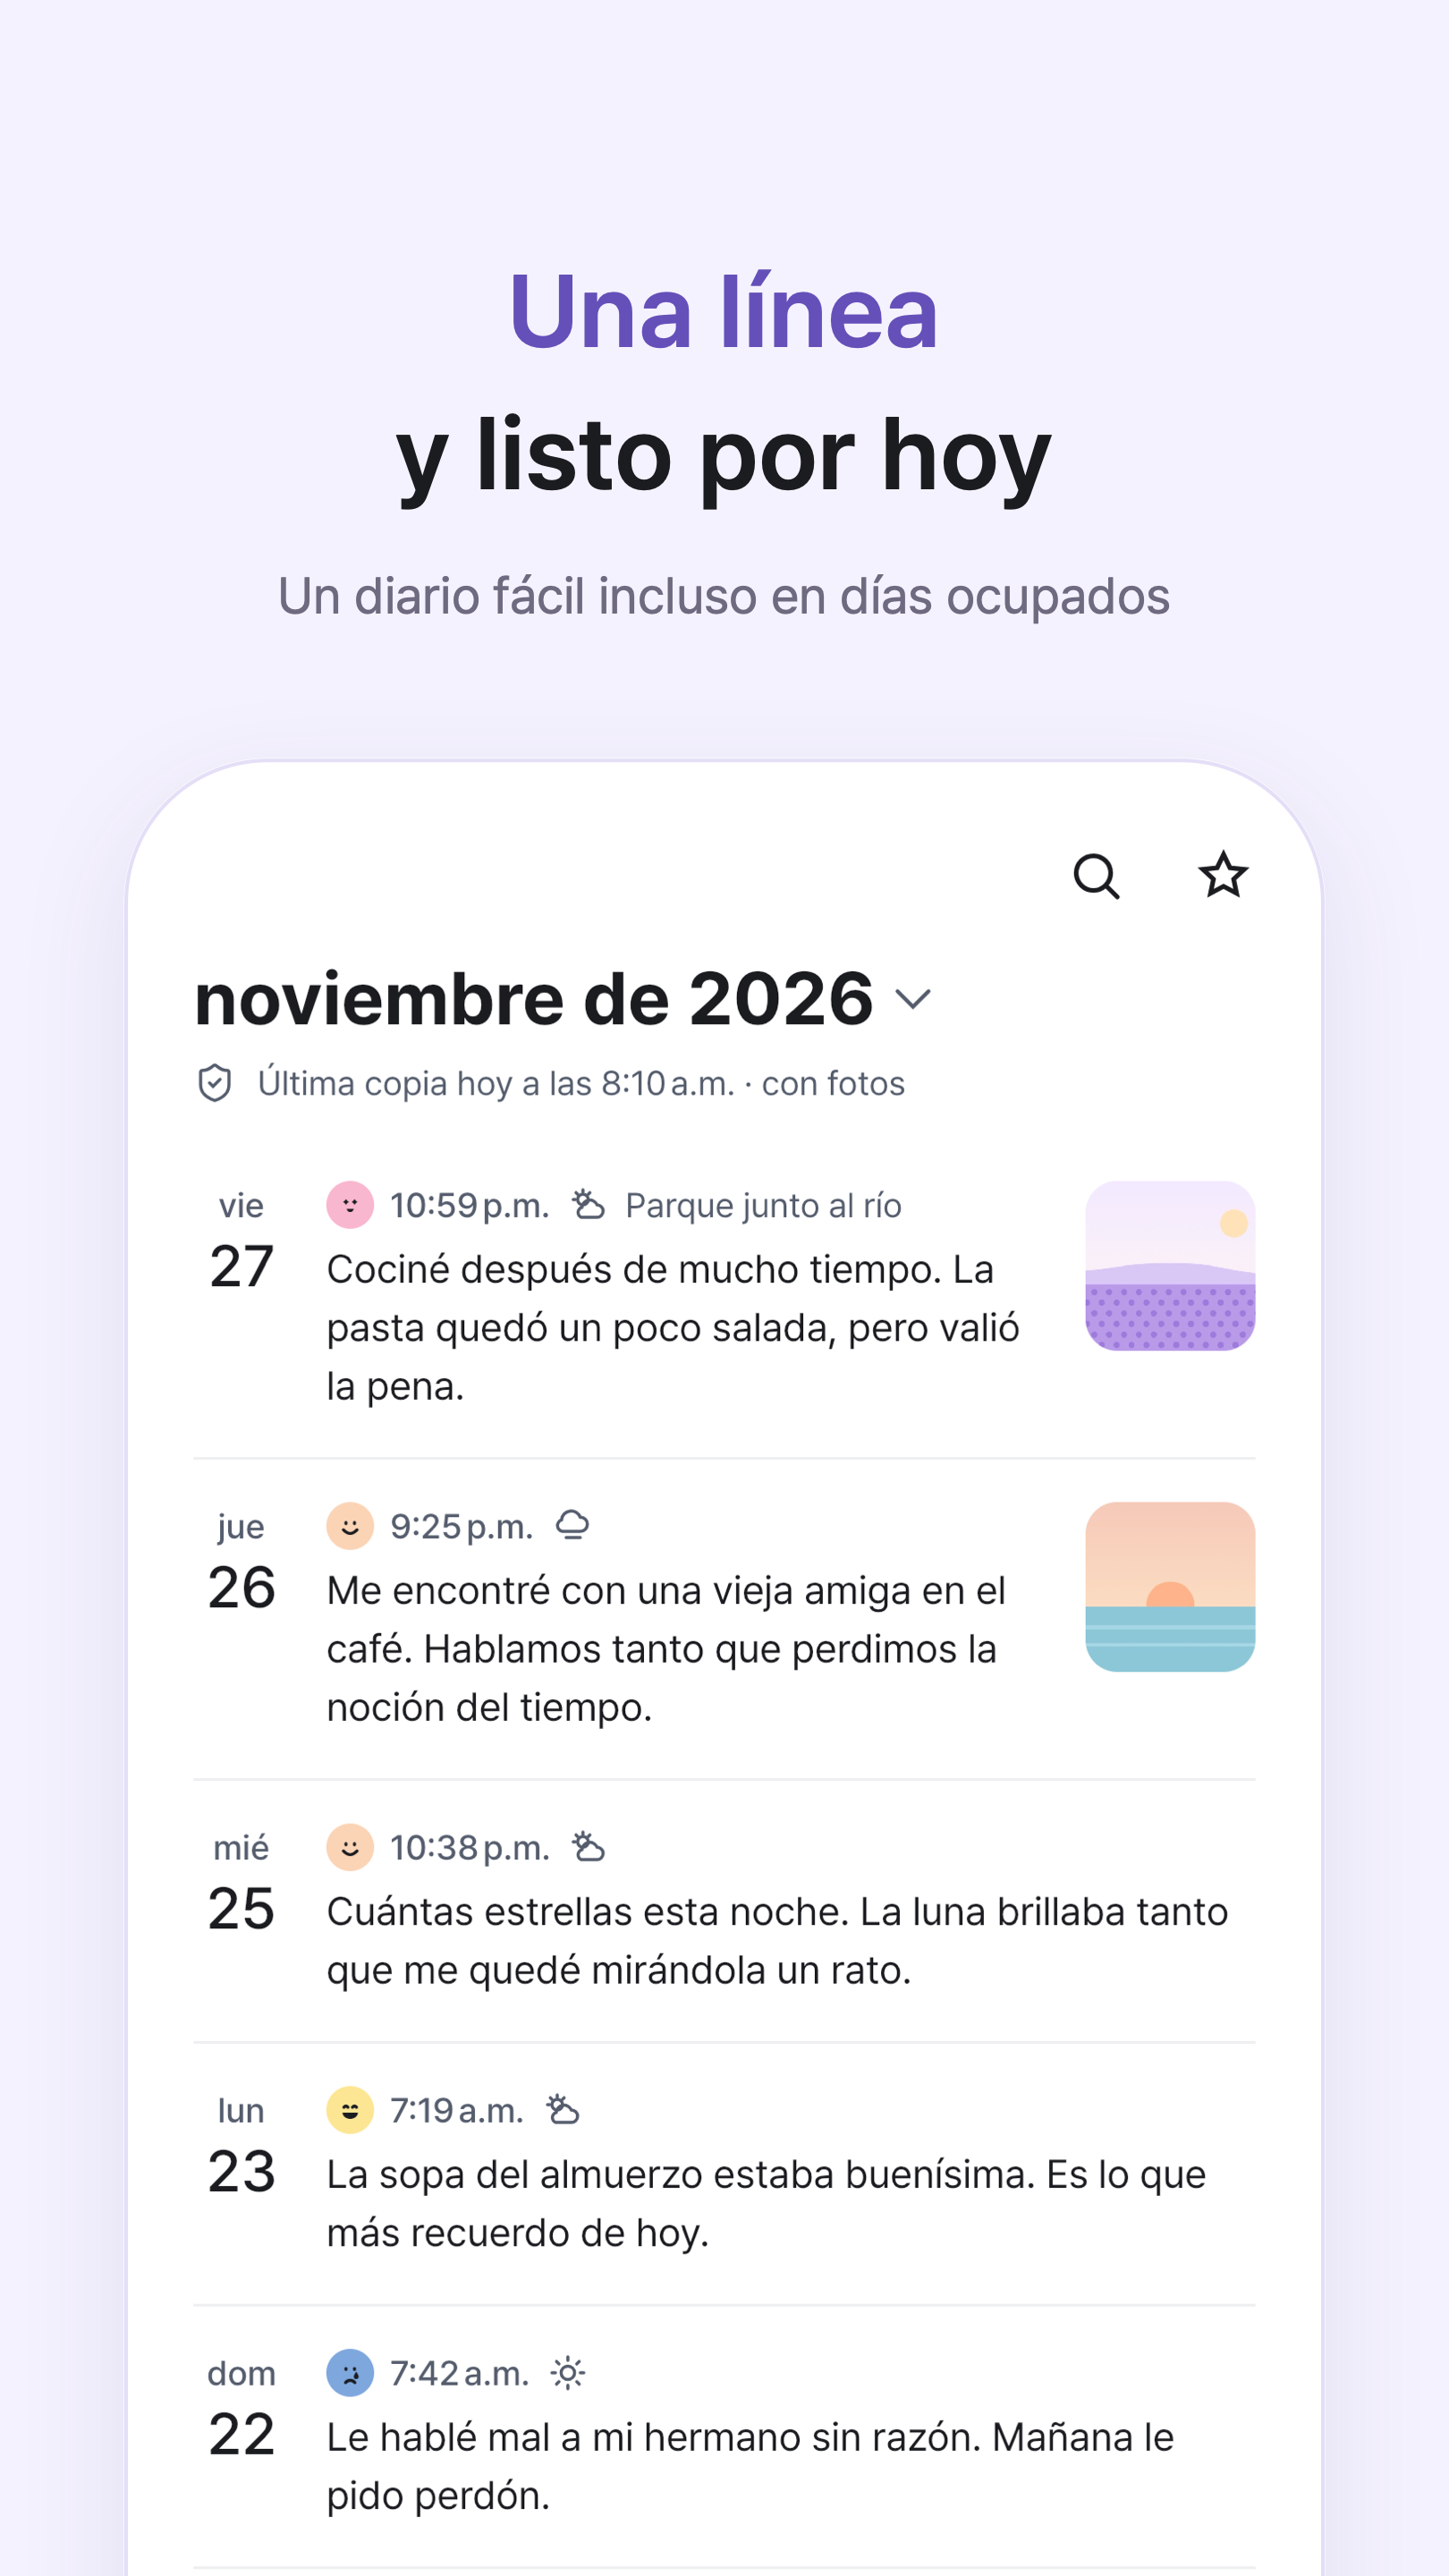 Una línea
y listo por hoy
Un diario fácil incluso en días ocupados
noviembre de 2026
Última copia hoy a las 8:10 a.m. · con fotos
vie
27
10:59 p.m. Parque junto al río
Cociné después de mucho tiempo. La
pasta quedó un poco salada, pero valió
la pena.
jue
26
9:25 p.m.
Me encontré con una vieja amiga en el
café. Hablamos tanto que perdimos la
noción del tiempo.
mié
25
10:38 p.m.
Cuántas estrellas esta noche. La luna brillaba tanto
que me quedé mirándola un rato.
lun
23
7:19 a.m.
La sopa del almuerzo estaba buenísima. Es lo que
más recuerdo de hoy.
dom
22
7:42 a.m.
Le hablé mal a mi hermano sin razón. Mañana le
pido perdón.